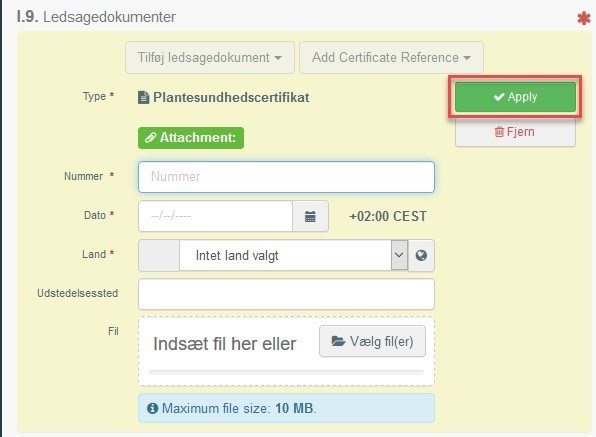 I.9. Ledsagedokumenter *
Tilføj ledsagedokument Add Certificate Reference
Type * Plantesundhedscertifikat Apply
Attachment: Fjern
Nummer * Nummer
Dato * --/--/---- +02:00 CEST
Land * Intet land valgt
Udstedelsessted
Fil Indsæt fil her eller Vælg fil(er)
Maximum file size: 10 MB.